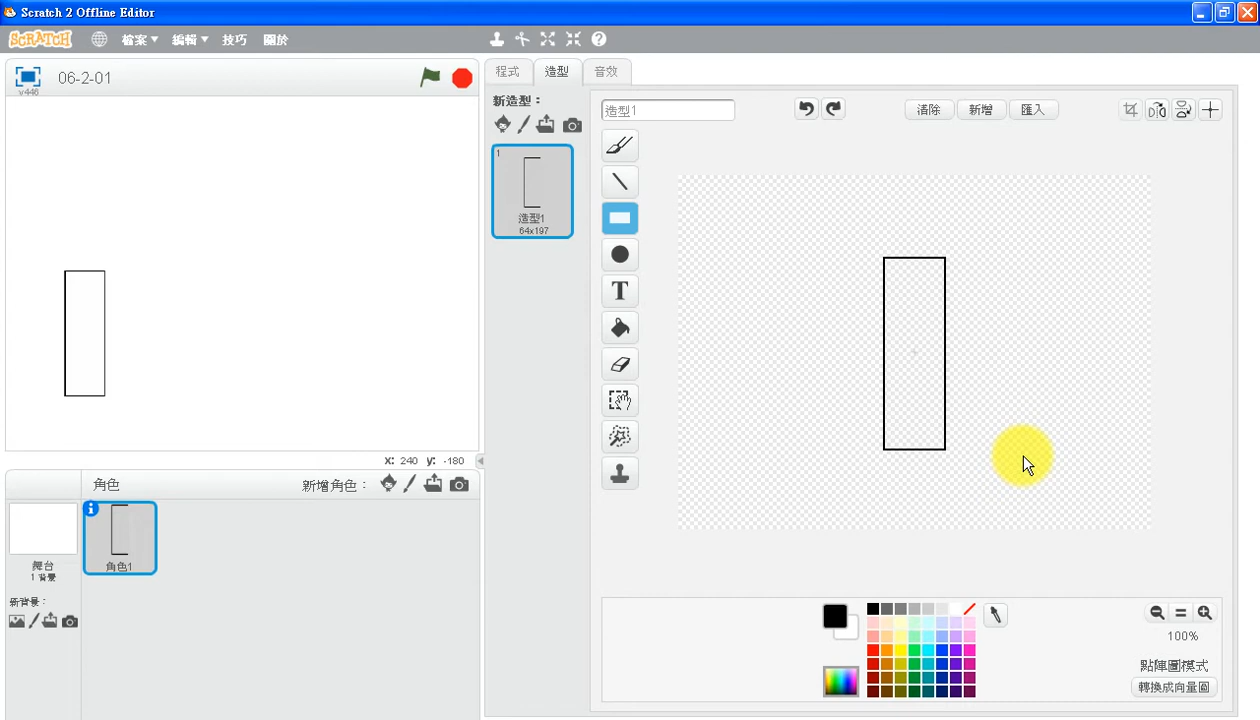 Scratch 2 Offline Editor
SCRATCH 檔案 編輯 技巧 關於
v446
06-2-01
程式 造型 音效
新造型：
造型1
清除 新增 匯入
1
造型1
64x197
T
x: 240 y: -180
角色 新增角色：
舞台
1 背景
新背景：
角色1
100%
點陣圖模式
轉換成向量圖